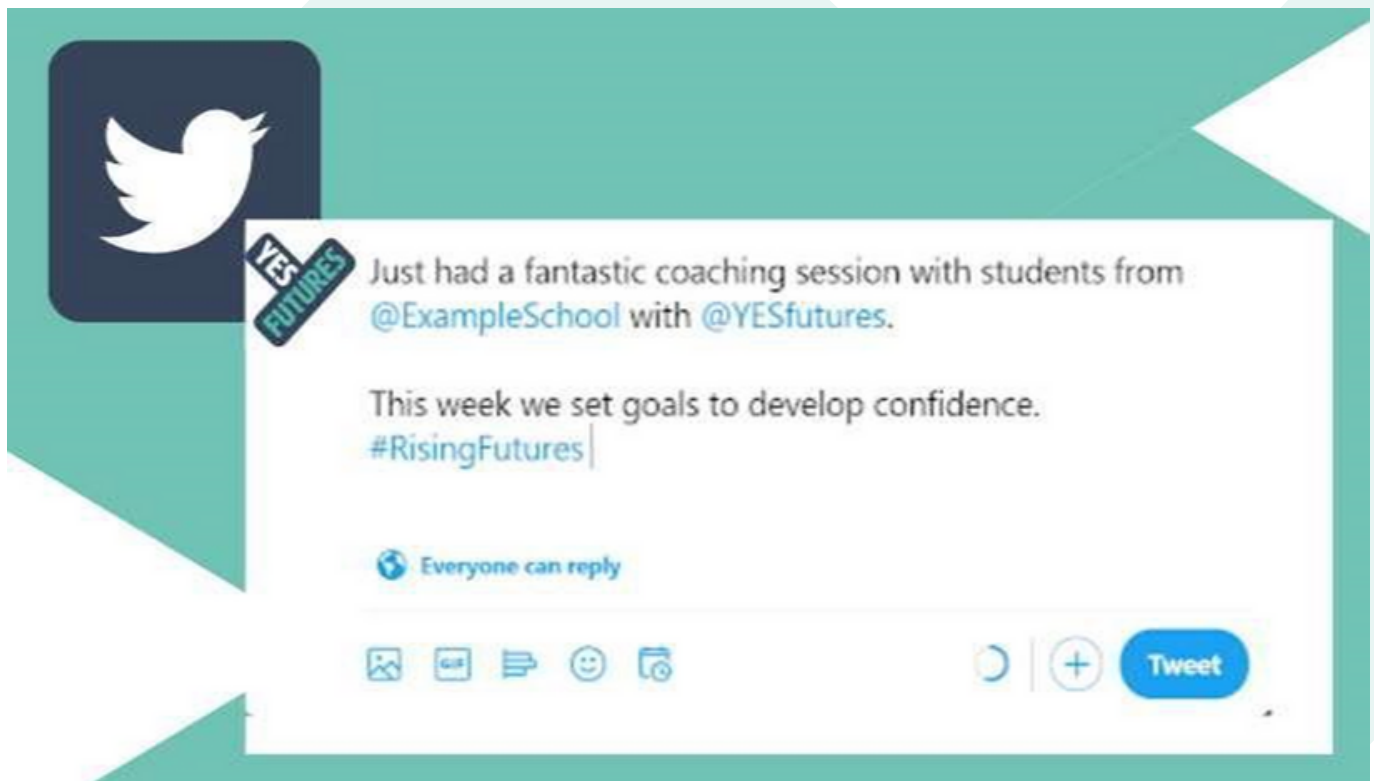 YES
FUTURES
Just had a fantastic coaching session with students from
@ExampleSchool with @YESfutures.
This week we set goals to develop confidence.
#RisingFutures
Everyone can reply
GIF
Tweet